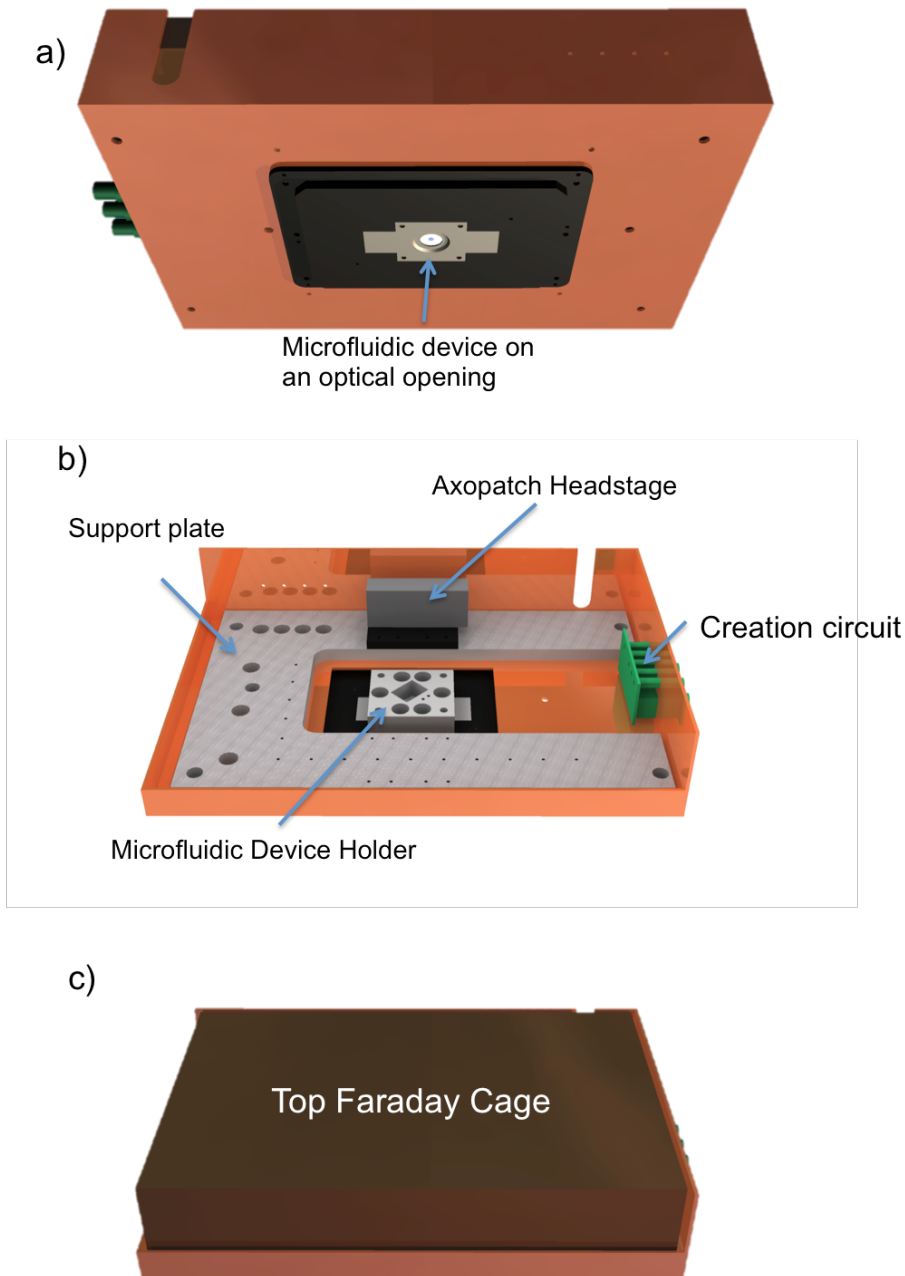 a)
Microfluidic device on
an optical opening
b)
Axopatch Headstage
Support plate
Creation circuit
Microfluidic Device Holder
c)
Top Faraday Cage